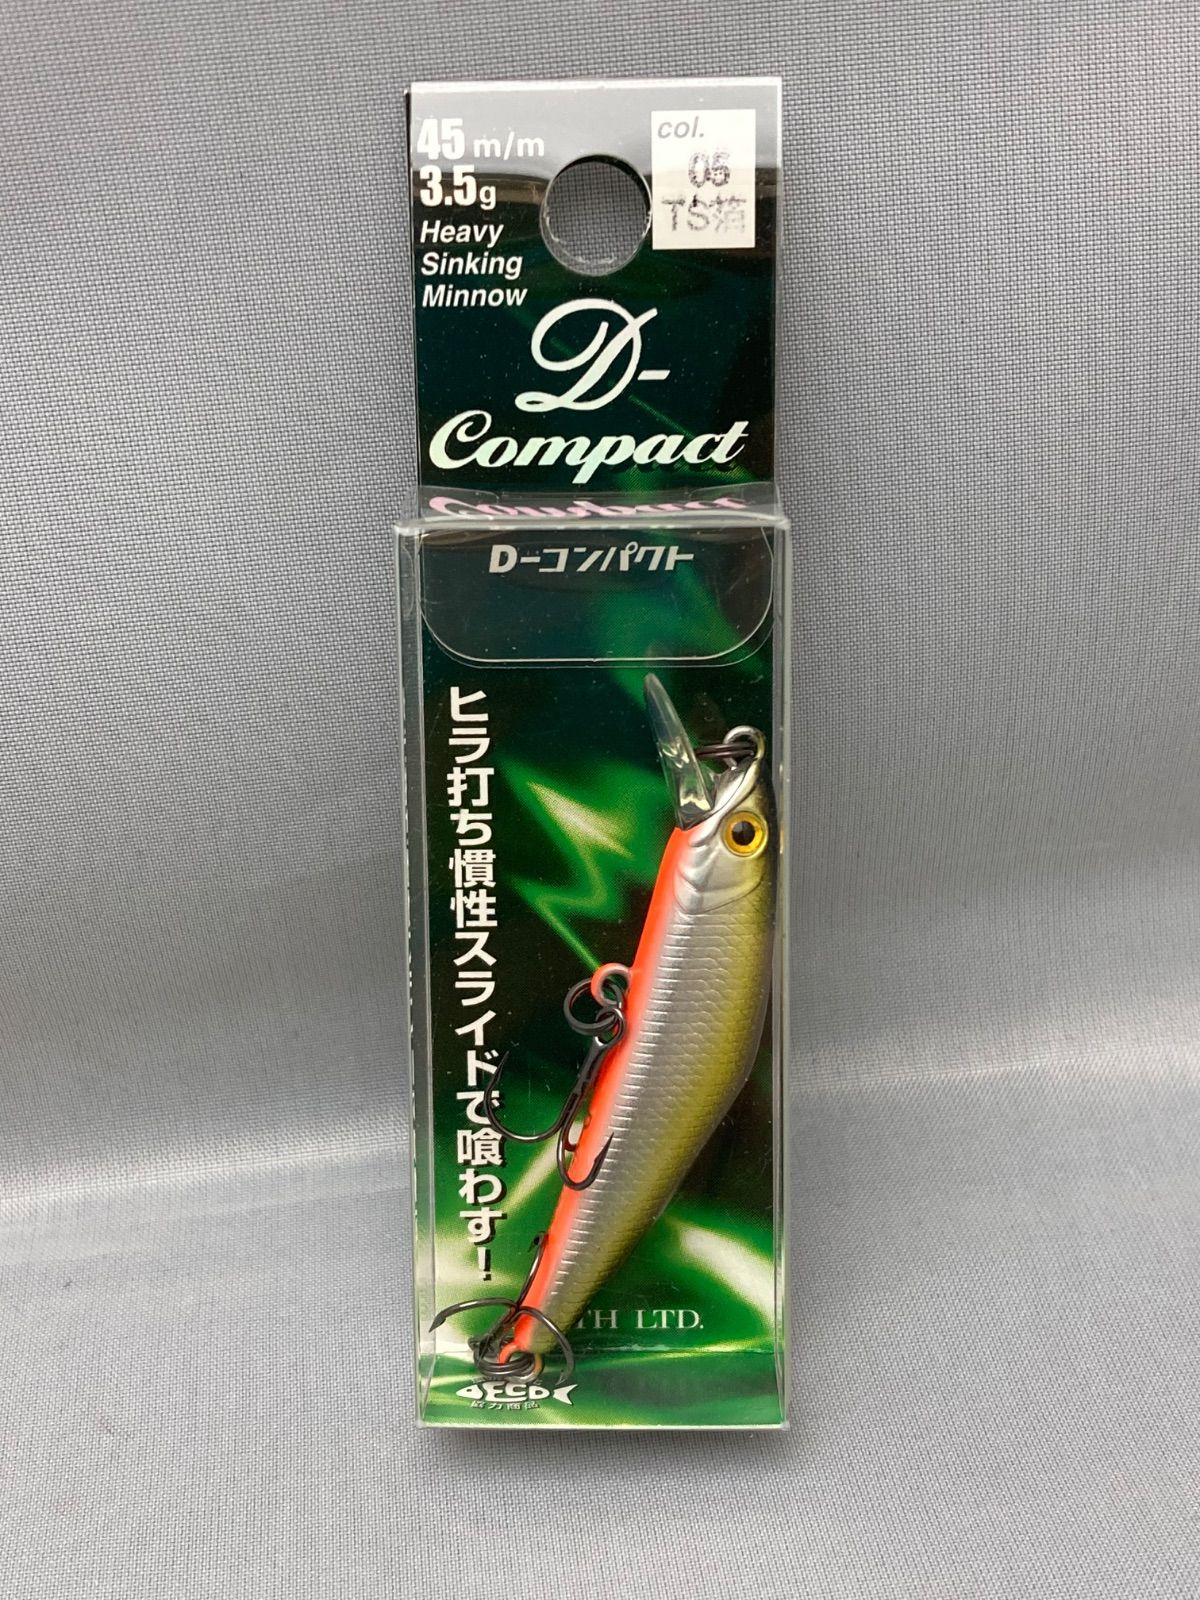 45 m/m
3.5g
Heavy
Sinking
Minnow
col.
05
D-
Compact
D-コンパクト
ヒラ打ち慣性スライドで喰わす!
TH LTD.